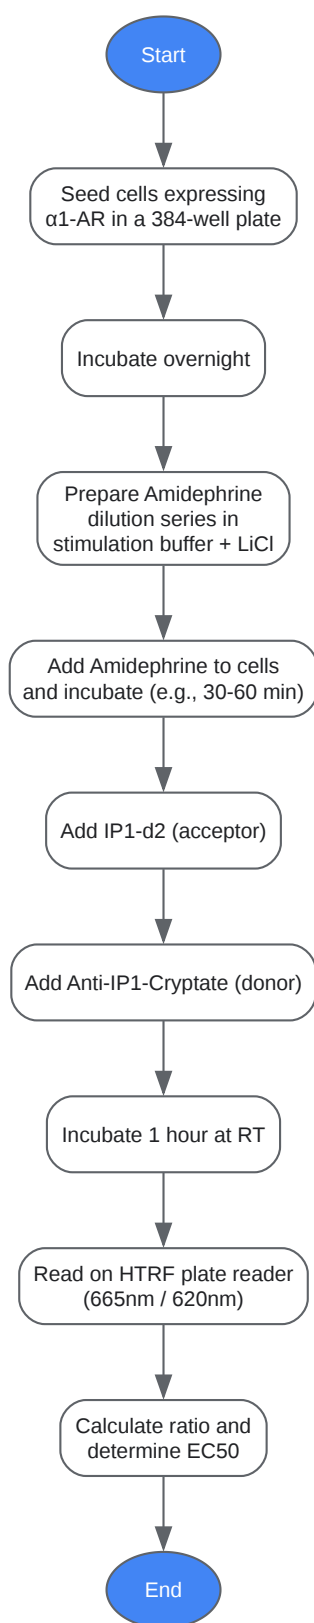 Start
Seed cells expressing
α1-AR in a 384-well plate
Incubate overnight
Prepare Amidephrine
dilution series in
stimulation buffer + LiCl
Add Amidephrine to cells
and incubate (e.g., 30-60 min)
Add IP1-d2 (acceptor)
Add Anti-IP1-Cryptate (donor)
Incubate 1 hour at RT
Read on HTRF plate reader
(665nm / 620nm)
Calculate ratio and
determine EC50
End